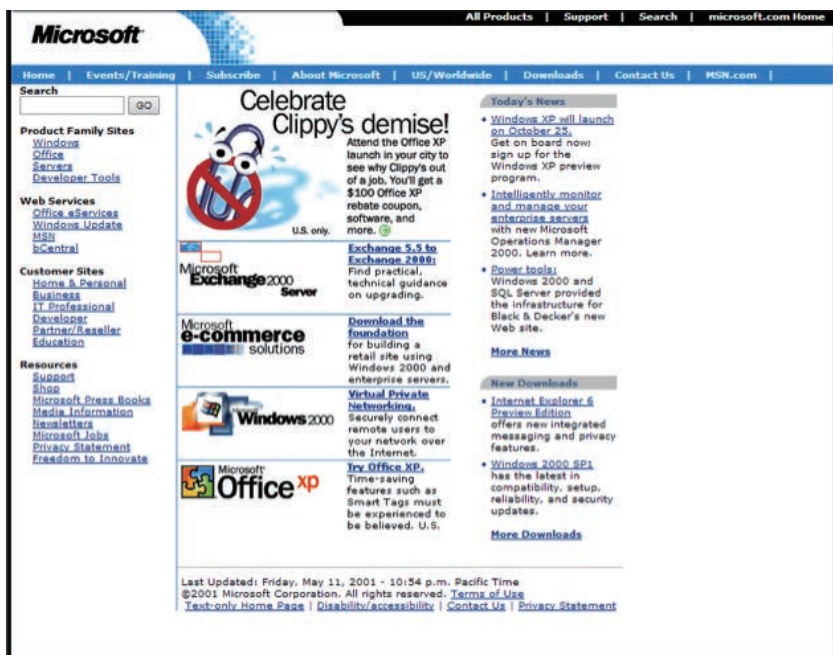 All Products | Support | Search | microsoft.com Home
Microsoft
Home | Events/Training | Subscribe | About Microsoft | US/Worldwide | Downloads | Contact Us | MSN.com |
Search
GO
Product Family Sites
Windows
Office
Servers
Developer Tools
Web Services
Office eServices
Windows Update
MSN
bCentral
Customer Sites
Home & Personal
Business
IT Professional
Developer
Partner/Reseller
Education
Resources
Support
Shop
Microsoft Press Books
Media Information
Newsletters
Microsoft Jobs
Privacy Statement
Freedom to Innovate
Celebrate
Clippy's demise!
Attend the Office XP
launch in your city to
see why Clippy's out
of a job. You'll get a
$100 Office XP
rebate coupon,
software, and
more.
U.S. only.
Microsoft
Exchange 2000
Server
Exchange 5.5 to
Exchange 2000:
Find practical,
technical guidance
on upgrading.
Microsoft
e-commerce
solutions
Download the
foundation
for building a
retail site using
Windows 2000 and
enterprise servers.
Windows 2000
Virtual Private
Networking.
Securely connect
remote users to
your network over
the Internet.
Microsoft
Office xp
Try Office XP.
Time-saving
features such as
Smart Tags must
be experienced to
be believed. U.S.
Today's News
• Windows XP will launch
on October 25.
Get on board now;
sign up for the
Windows XP preview
program.
• Intelligently monitor
and manage your
enterprise servers
with new Microsoft
Operations Manager
2000. Learn more.
• Power tools:
Windows 2000 and
SQL Server provided
the infrastructure for
Black & Decker's new
Web site.
More News
New Downloads
• Internet Explorer 6
Preview Edition
offers new integrated
messaging and privacy
features.
• Windows 2000 SP1
has the latest in
compatibility, setup,
reliability, and security
updates.
More Downloads
Last Updated: Friday, May 11, 2001 - 10:54 p.m. Pacific Time
©2001 Microsoft Corporation. All rights reserved. Terms of Use
Text-only Home Page | Disability/accessibility | Contact Us | Privacy Statement